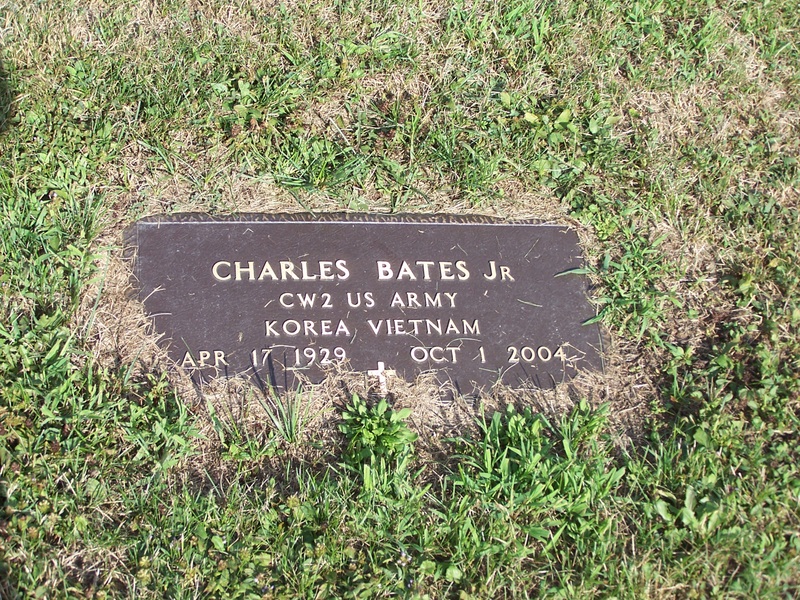 CHARLES BATES JR
CW2 US ARMY
KOREA VIETNAM
APR 17 1929 OCT 1 2004